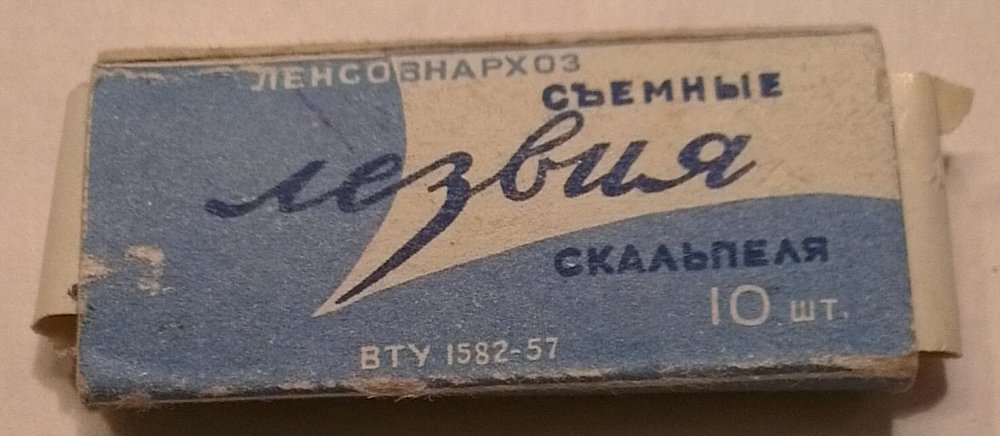 ЛЕНСОВНАРХОЗ
СЪЕМНЫЕ
лезвия
СКАЛЬПЕЛЯ
10 шт.
ВТУ 1582-57